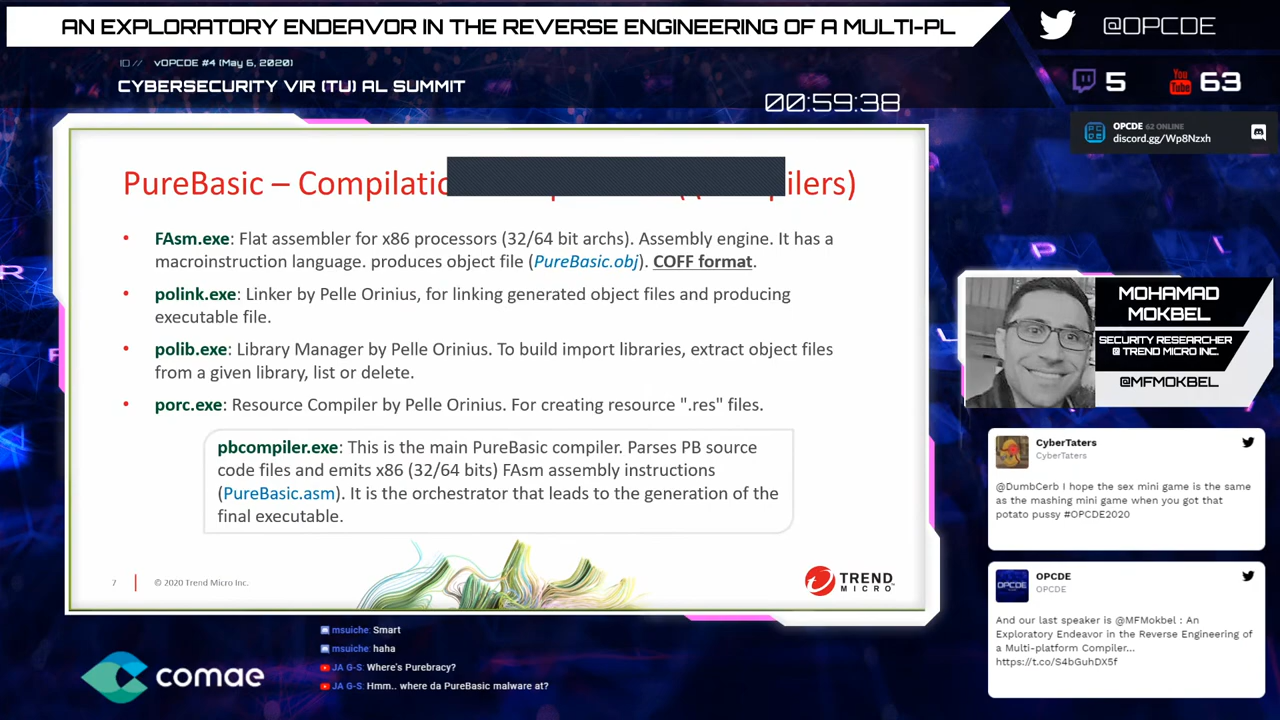 AN EXPLORATORY ENDEAVOR IN THE REVERSE ENGINEERING OF A MULTI-PL
@OPCDE
ID // vOPCDE #4 (May 6, 2020)
CYBERSECURITY VIR (TU) AL SUMMIT
00:59:38
5
You Tube
63
OPCDE 62 ONLINE
discord.gg/Wp8Nzxh
PureBasic – Compilatio
ilers)
• FAsm.exe: Flat assembler for x86 processors (32/64 bit archs). Assembly engine. It has a
macroinstruction language. produces object file (PureBasic.obj). COFF format.
• polink.exe: Linker by Pelle Orinius, for linking generated object files and producing
executable file.
• polib.exe: Library Manager by Pelle Orinius. To build import libraries, extract object files
from a given library, list or delete.
• porc.exe: Resource Compiler by Pelle Orinius. For creating resource ".res" files.
pbcompiler.exe: This is the main PureBasic compiler. Parses PB source
code files and emits x86 (32/64 bits) FAsm assembly instructions
(PureBasic.asm). It is the orchestrator that leads to the generation of the
final executable.
7
© 2020 Trend Micro Inc.
TREND
MICRO
MOHAMAD
MOKBEL
SECURITY RESEARCHER
@ TREND MICRO INC.
@MFMOKBEL
CyberTaters
CyberTaters
@DumbCerb I hope the sex mini game is the same
as the mashing mini game when you got that
potato pussy #OPCDE2020
OPCDE
OPCDE
And our last speaker is @MFMokbel : An
Exploratory Endeavor in the Reverse Engineering of
a Multi-platform Compiler...
https://t.co/S4bGuhDX5f
msuiche: Smart
msuiche: haha
JA G-S: Where's Purebracy?
JA G-S: Hmm.. where da PureBasic malware at?
comae